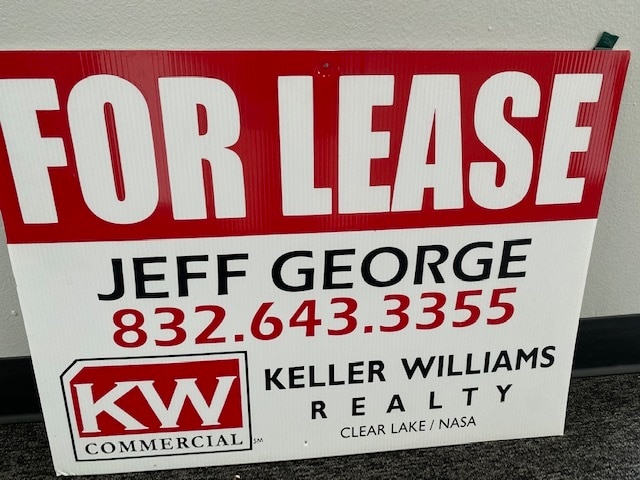 FOR LEASE
JEFF GEORGE
832.643.3355
KW
COMMERCIAL SM
KELLER WILLIAMS
REALTY
CLEAR LAKE / NASA